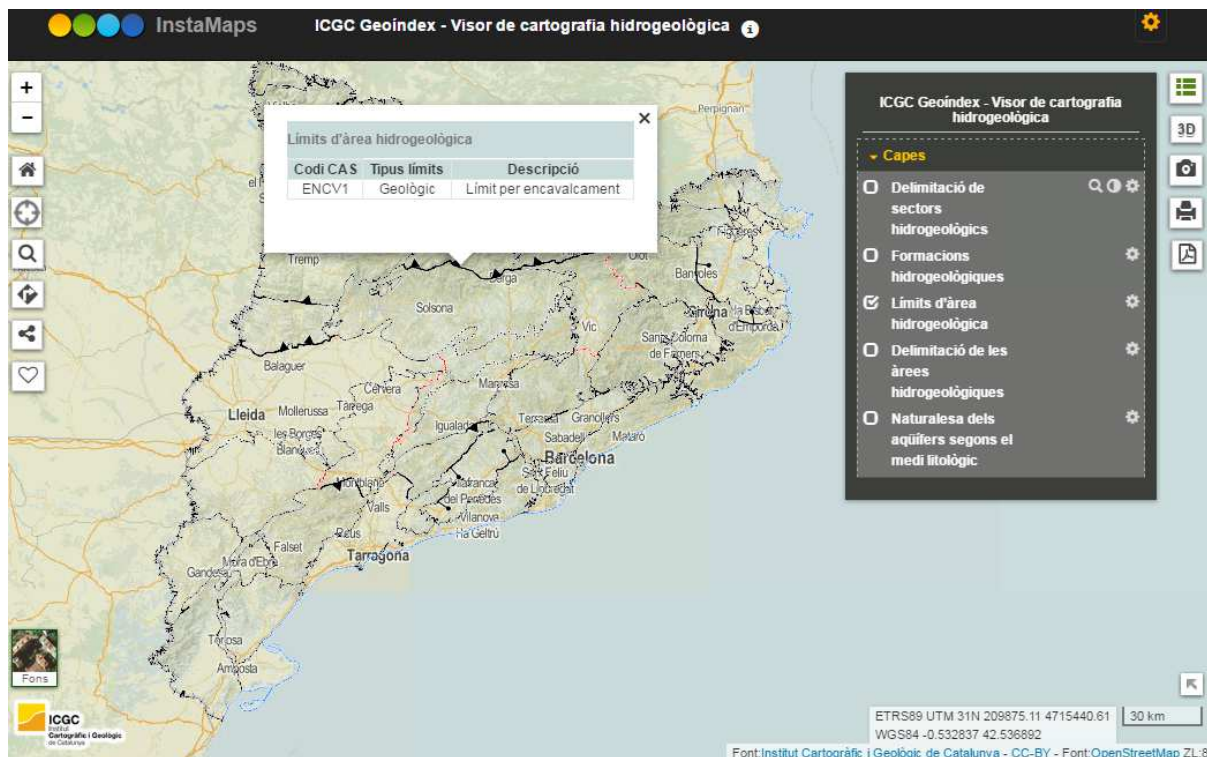 InstaMaps
ICGC Geoíndex - Visor de cartografia hidrogeològica
i
+
-
3D
Límits d'àrea hidrogeològica
Codi CAS Tipus límits Descripció
ENCV1 Geològic Límit per encavalcament
×
ICGC Geoíndex - Visor de cartografia
hidrogeològica
Capes
Delimitació de
sectors
hidrogeològics
Formacions
hidrogeològiques
Límits d'àrea
hidrogeològica
Delimitació de les
àrees
hidrogeològiques
Naturalesa dels
aqüífers segons el
medi litològic
Perpignan
Tremp
Olot
Figueres
Berga
Banyoles
Solsona
Girona
la Bisbal
d'Empordà
Vic
Santa Coloma
de Farners
Balaguer
Cervera
Manresa
Lleida
Mollerussa
Tàrrega
Igualada
Terrassa
Granollers
les Borges
Blanques
Sabadell
Mataró
Barcelona
Sant Feliu
de Llobregat
Montblanc
Vilafranca
del Penedès
Valls
Vilanova
i la Geltrú
Reus
Falset
Tarragona
Móra d'Ebre
Gandesa
Tortosa
Amposta
Fons
ICGC
Institut
Cartogràfic i Geològic
de Catalunya
ETRS89 UTM 31N 209875.11 4715440.61
WGS84 -0.532837 42.536892
30 km
Font:Institut Cartogràfic i Geològic de Catalunya - CC-BY - Font:OpenStreetMap ZL:8